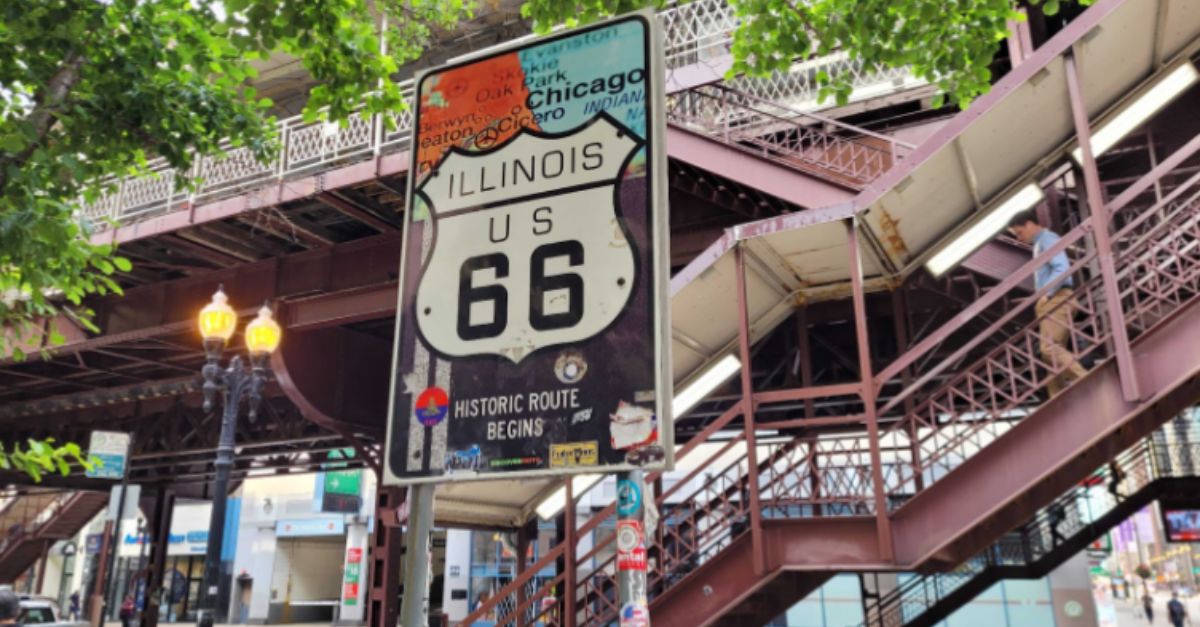 Evanston
Skokie
Oak Park
Chicago
Berwyn
Cicero
INDIANA
ILLINOIS
US
66
HISTORIC ROUTE
BEGINS